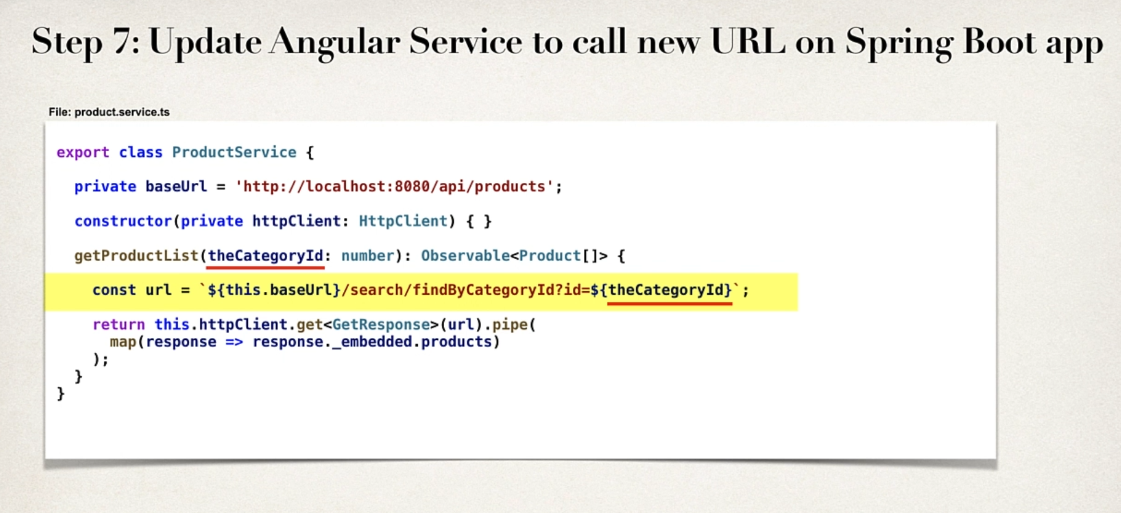 Step 7: Update Angular Service to call new URL on Spring Boot app
File: product.service.ts
export class ProductService {
private baseUrl = 'http://localhost:8080/api/products';
constructor(private httpClient: HttpClient) { }
getProductList(theCategoryId: number): Observable<Product[]> {
const url = `${this.baseUrl}/search/findByCategoryId?id=${theCategoryId}`;
return this.httpClient.get<GetResponse>(url).pipe(
map(response => response._embedded.products)
);
}
}